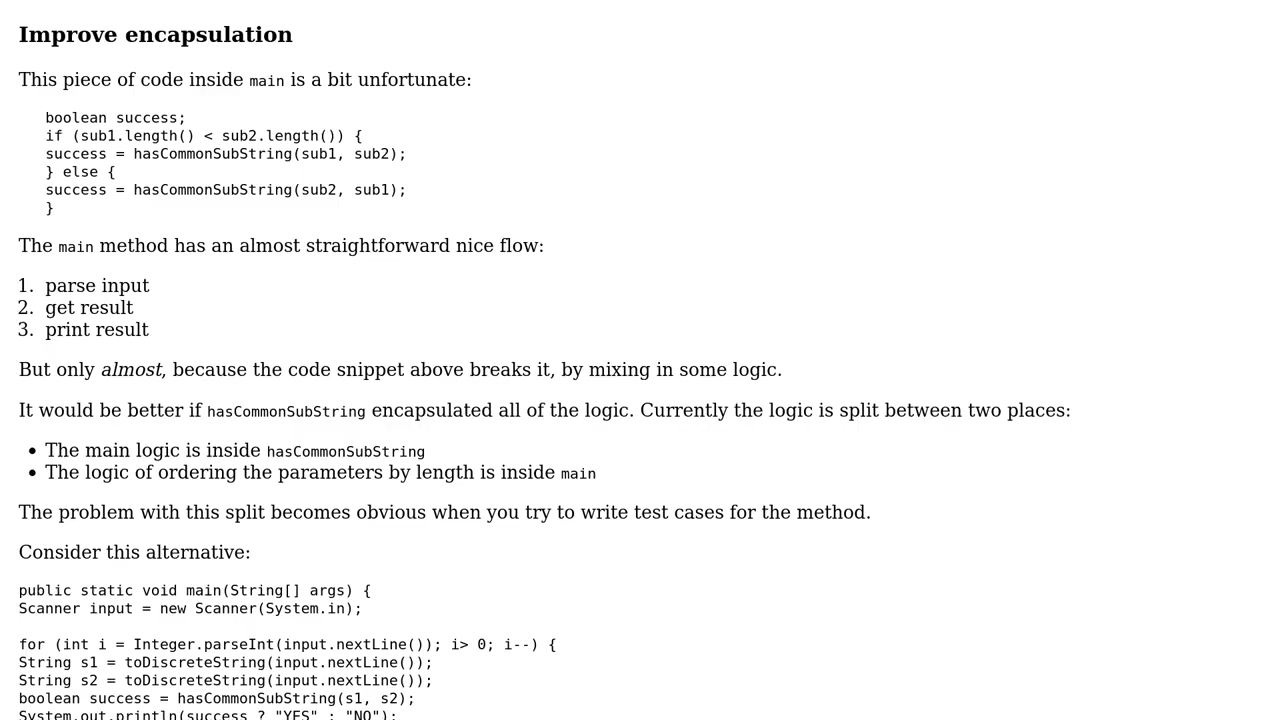 Improve encapsulation
This piece of code inside main is a bit unfortunate:
boolean success;
if (sub1.length() < sub2.length()) {
success = hasCommonSubString(sub1, sub2);
} else {
success = hasCommonSubString(sub2, sub1);
}
The main method has an almost straightforward nice flow:
1. parse input
2. get result
3. print result
But only almost, because the code snippet above breaks it, by mixing in some logic.
It would be better if hasCommonSubString encapsulated all of the logic. Currently the logic is split between two places:
• The main logic is inside hasCommonSubString
• The logic of ordering the parameters by length is inside main
The problem with this split becomes obvious when you try to write test cases for the method.
Consider this alternative:
public static void main(String[] args) {
Scanner input = new Scanner(System.in);
for (int i = Integer.parseInt(input.nextLine()); i> 0; i--) {
String s1 = toDiscreteString(input.nextLine());
String s2 = toDiscreteString(input.nextLine());
boolean success = hasCommonSubString(s1, s2);
System.out.println(success ? "YES" : "NO");